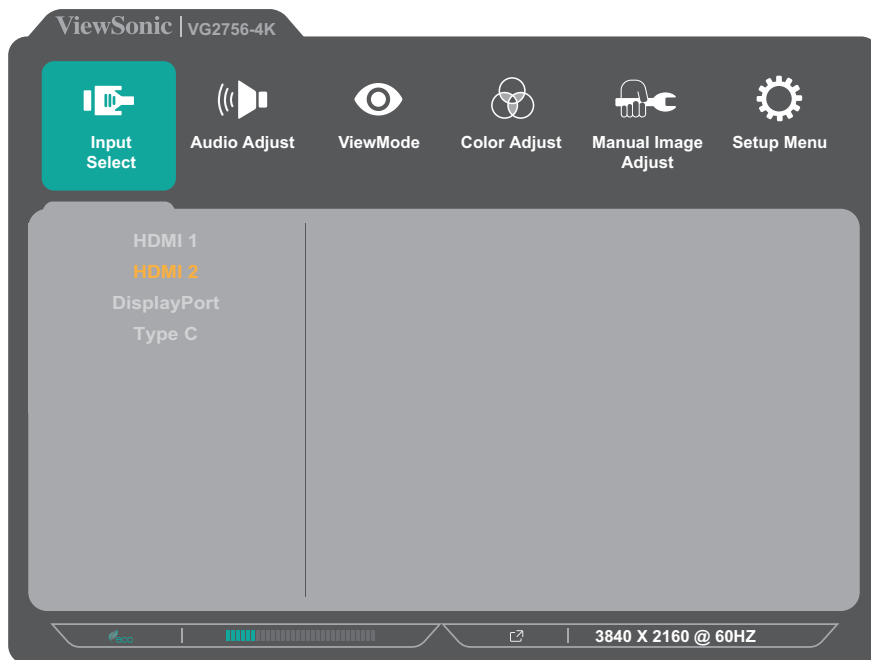 ViewSonic | VG2756-4K
Input
Select
Audio Adjust
ViewMode
Color Adjust
Manual Image
Adjust
Setup Menu
HDMI 1
HDMI 2
DisplayPort
Type C
eco
3840 X 2160 @ 60HZ